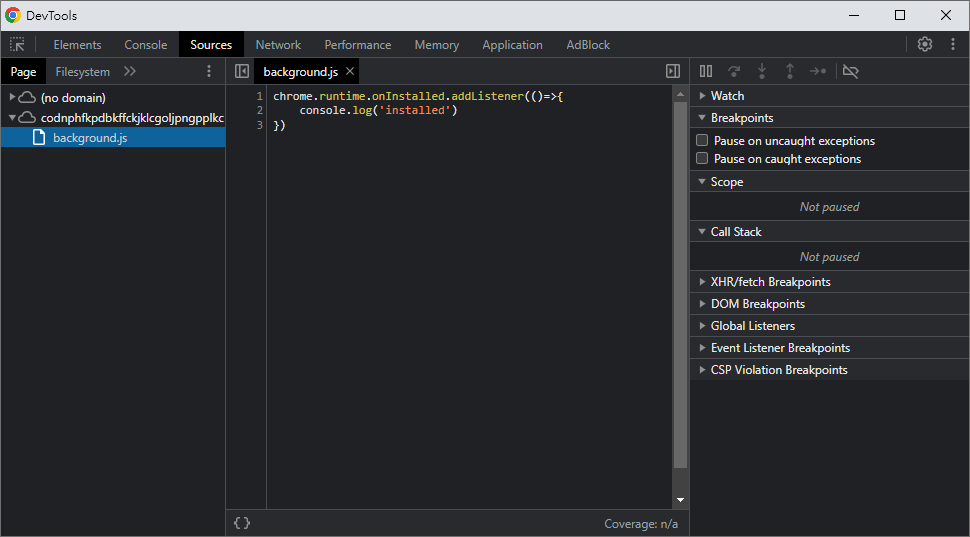 DevTools
Elements Console Sources Network Performance Memory Application AdBlock
Page Filesystem
background.js
(no domain)
codnphfkpdbkffckjklcgoljpngpplkc
background.js
1 chrome.runtime.onInstalled.addListener(()=>{
2 console.log('installed')
3 })
{} Coverage: n/a
Watch
Breakpoints
Pause on uncaught exceptions
Pause on caught exceptions
Scope
Not paused
Call Stack
Not paused
XHR/fetch Breakpoints
DOM Breakpoints
Global Listeners
Event Listener Breakpoints
CSP Violation Breakpoints